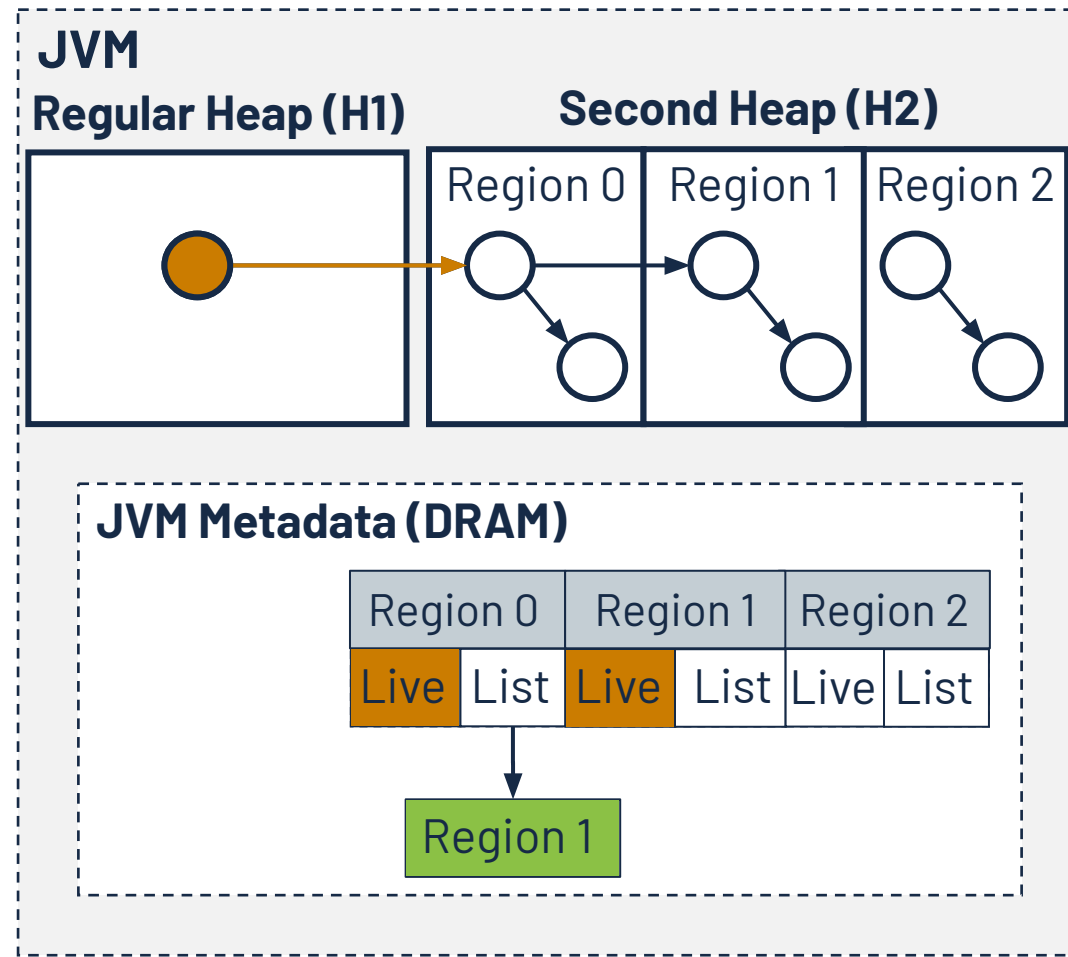 JVM
Regular Heap (H1)
Second Heap (H2)
Region 0 Region 1 Region 2
JVM Metadata (DRAM)
Region 0 Region 1 Region 2
Live List Live List Live List
Region 1